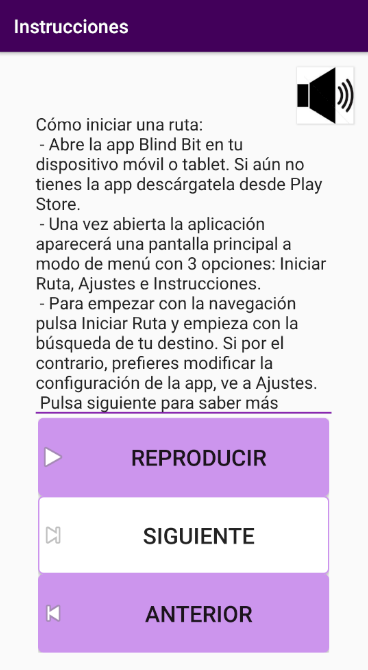 Instrucciones
Cómo iniciar una ruta:
- Abre la app Blind Bit en tu
dispositivo móvil o tablet. Si aún no
tienes la app descárgatela desde Play
Store.
- Una vez abierta la aplicación
aparecerá una pantalla principal a
modo de menú con 3 opciones: Iniciar
Ruta, Ajustes e Instrucciones.
- Para empezar con la navegación
pulsa Iniciar Ruta y empieza con la
búsqueda de tu destino. Si por el
contrario, prefieres modificar la
configuración de la app, ve a Ajustes.
Pulsa siguiente para saber más
REPRODUCIR
SIGUIENTE
ANTERIOR